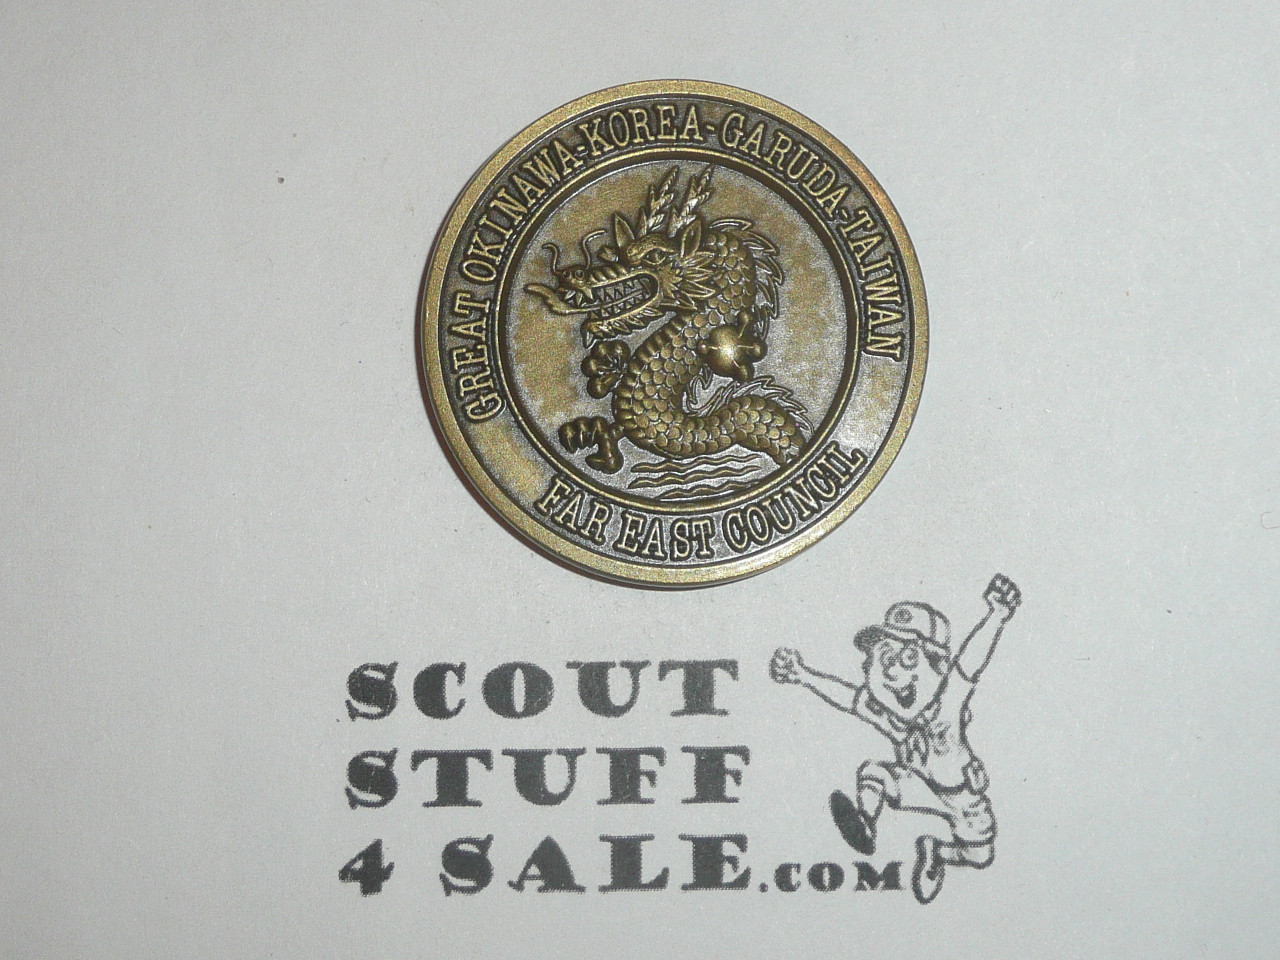 GREAT OKINAWA-KOREA-GARUDA-TAIWAN
FAR EAST COUNCIL
SCOUT
STUFF
4 SALE.COM